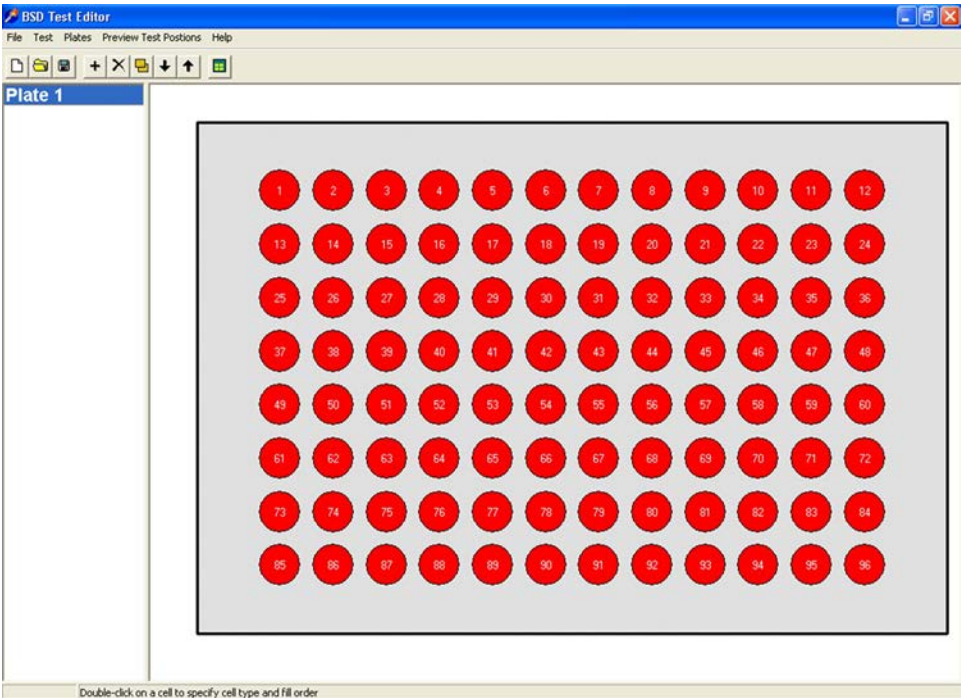 BSD Test Editor
File Test Plates Preview Test Postions Help
Plate 1
1 2 3 4 5 6 7 8 9 10 11 12
13 14 15 16 17 18 19 20 21 22 23 24
25 26 27 28 29 30 31 32 33 34 35 36
37 38 39 40 41 42 43 44 45 46 47 48
49 50 51 52 53 54 55 56 57 58 59 60
61 62 63 64 65 66 67 68 69 70 71 72
73 74 75 76 77 78 79 80 81 82 83 84
85 86 87 88 89 90 91 92 93 94 95 96
Double-click on a cell to specify cell type and fill order